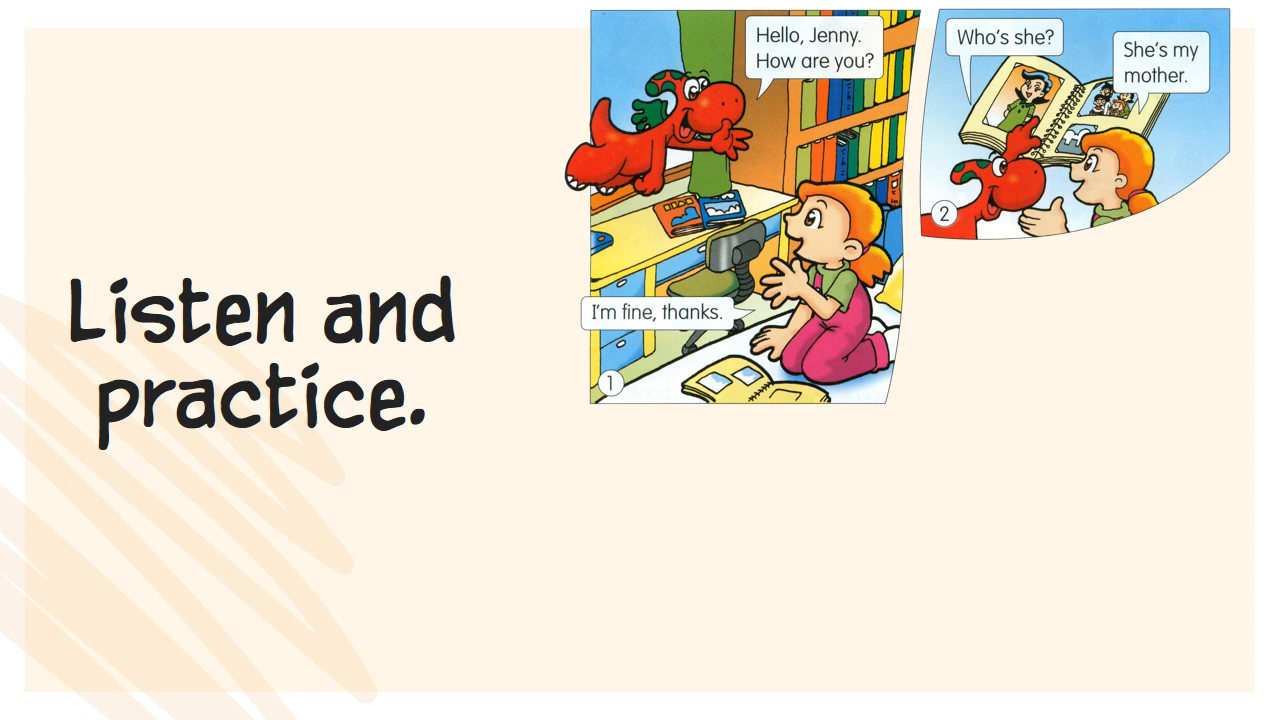 Listen and
practice.
Hello, Jenny.
How are you?
I'm fine, thanks.
1
Who's she?
She's my
mother.
2